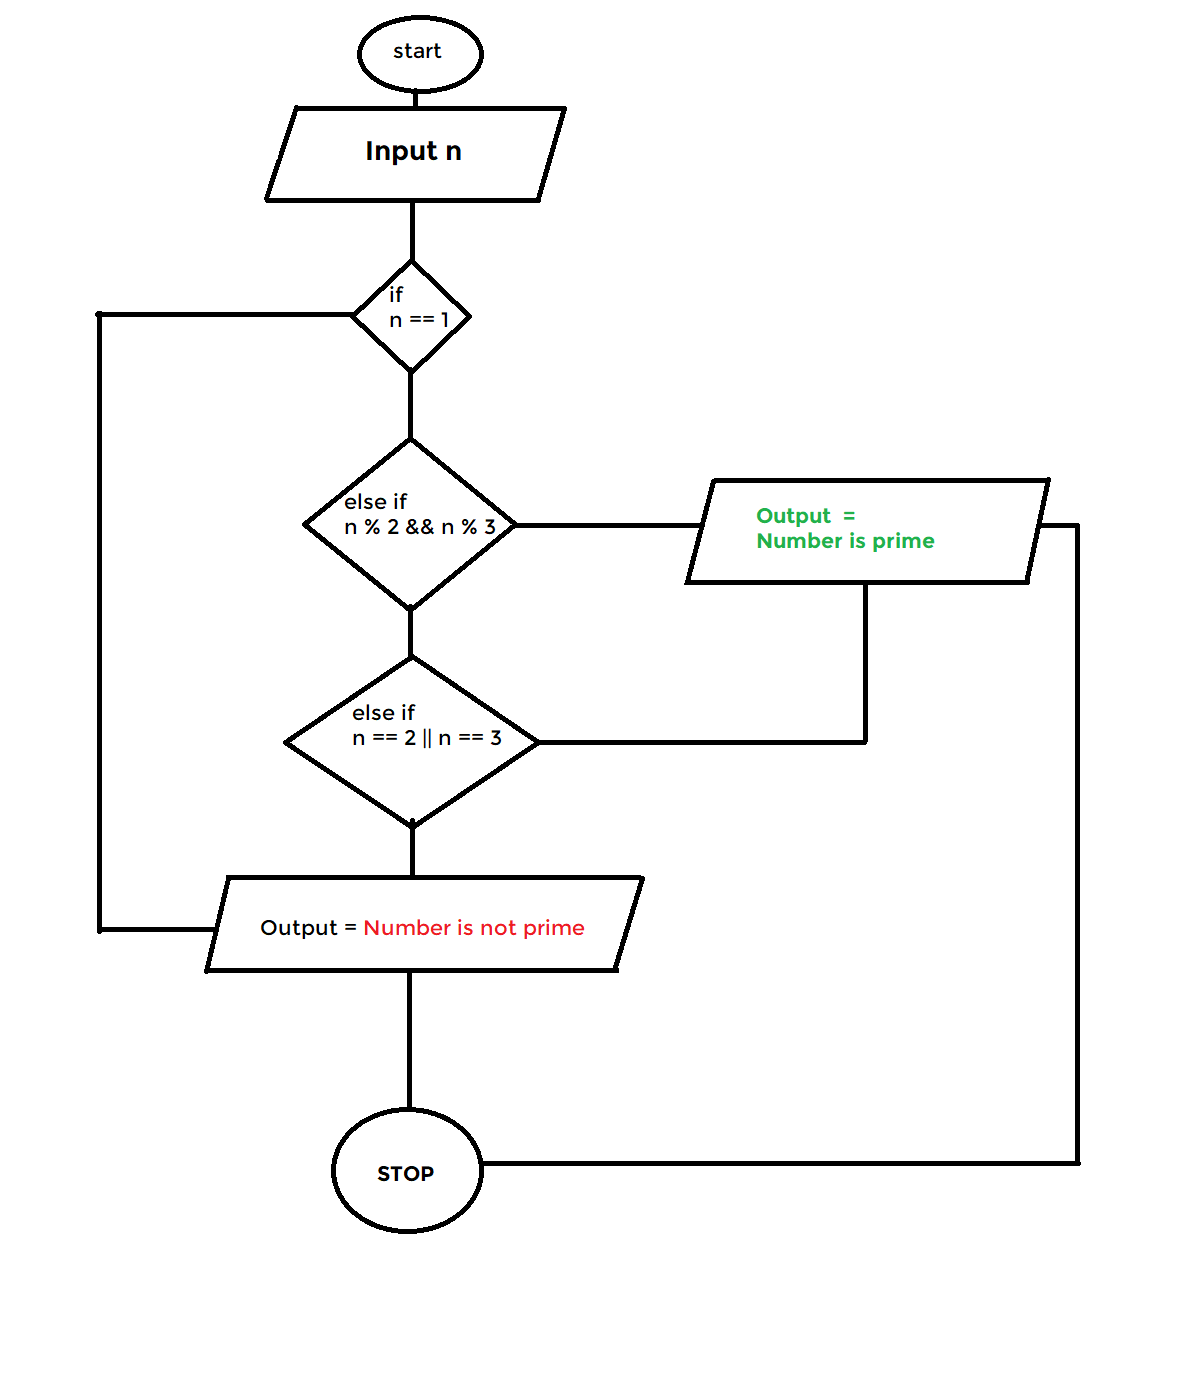 start
Input n
if
n == 1
else if
n % 2 && n % 3
Output =
Number is prime
else if
n == 2 || n == 3
Output = Number is not prime
STOP